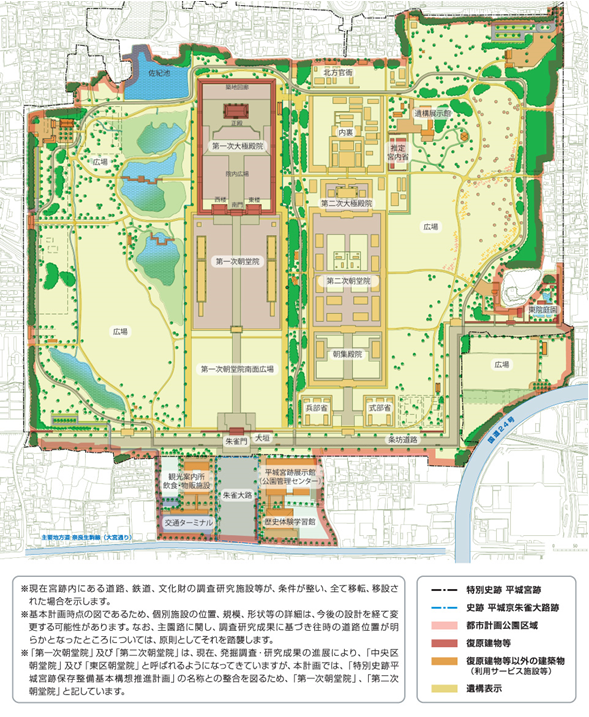 佐紀池
北方官衙
築地回廊
正殿
内裏
遺構展示館
第一次大極殿院
推定
宮内省
広場
院内広場
西楼
南門
東楼
第二次大極殿院
広場
第一次朝堂院
第二次朝堂院
東院庭園
広場
朝集殿院
第一次朝堂院南面広場
広場
兵部省
式部省
朱雀門
大垣
条坊道路
国道24号
観光案内所
飲食・物販施設
平城宮跡展示館
(公園管理センター)
朱雀大路
交通ターミナル
歴史体験学習館
主要地方道 奈良生駒線(大宮通り)
※現在宮跡内にある道路、鉄道、文化財の調査研究施設等が、条件が整い、全て移転、移設さ
れた場合を示します。
※基本計画時点の図であるため、個別施設の位置、規模、形状等の詳細は、今後の設計を経て変
更する可能性があります。なお、主園路に関し、調査研究成果に基づき往時の道路位置が明
らかとなったところについては、原則としてそれを踏襲します。
※「第一次朝堂院」及び「第二次朝堂院」は、現在、発掘調査・研究成果の進展により、「中央区
朝堂院」及び「東区朝堂院」と呼ばれるようになってきていますが、本計画では、「特別史跡平
城宮跡保存整備基本構想推進計画」の名称との整合を図るため、「第一次朝堂院」、「第二次
朝堂院」と記しています。
特別史跡 平城宮跡
史跡 平城京朱雀大路跡
都市計画公園区域
復原建物等
復原建物等以外の建築物
(利用サービス施設等)
遺構表示